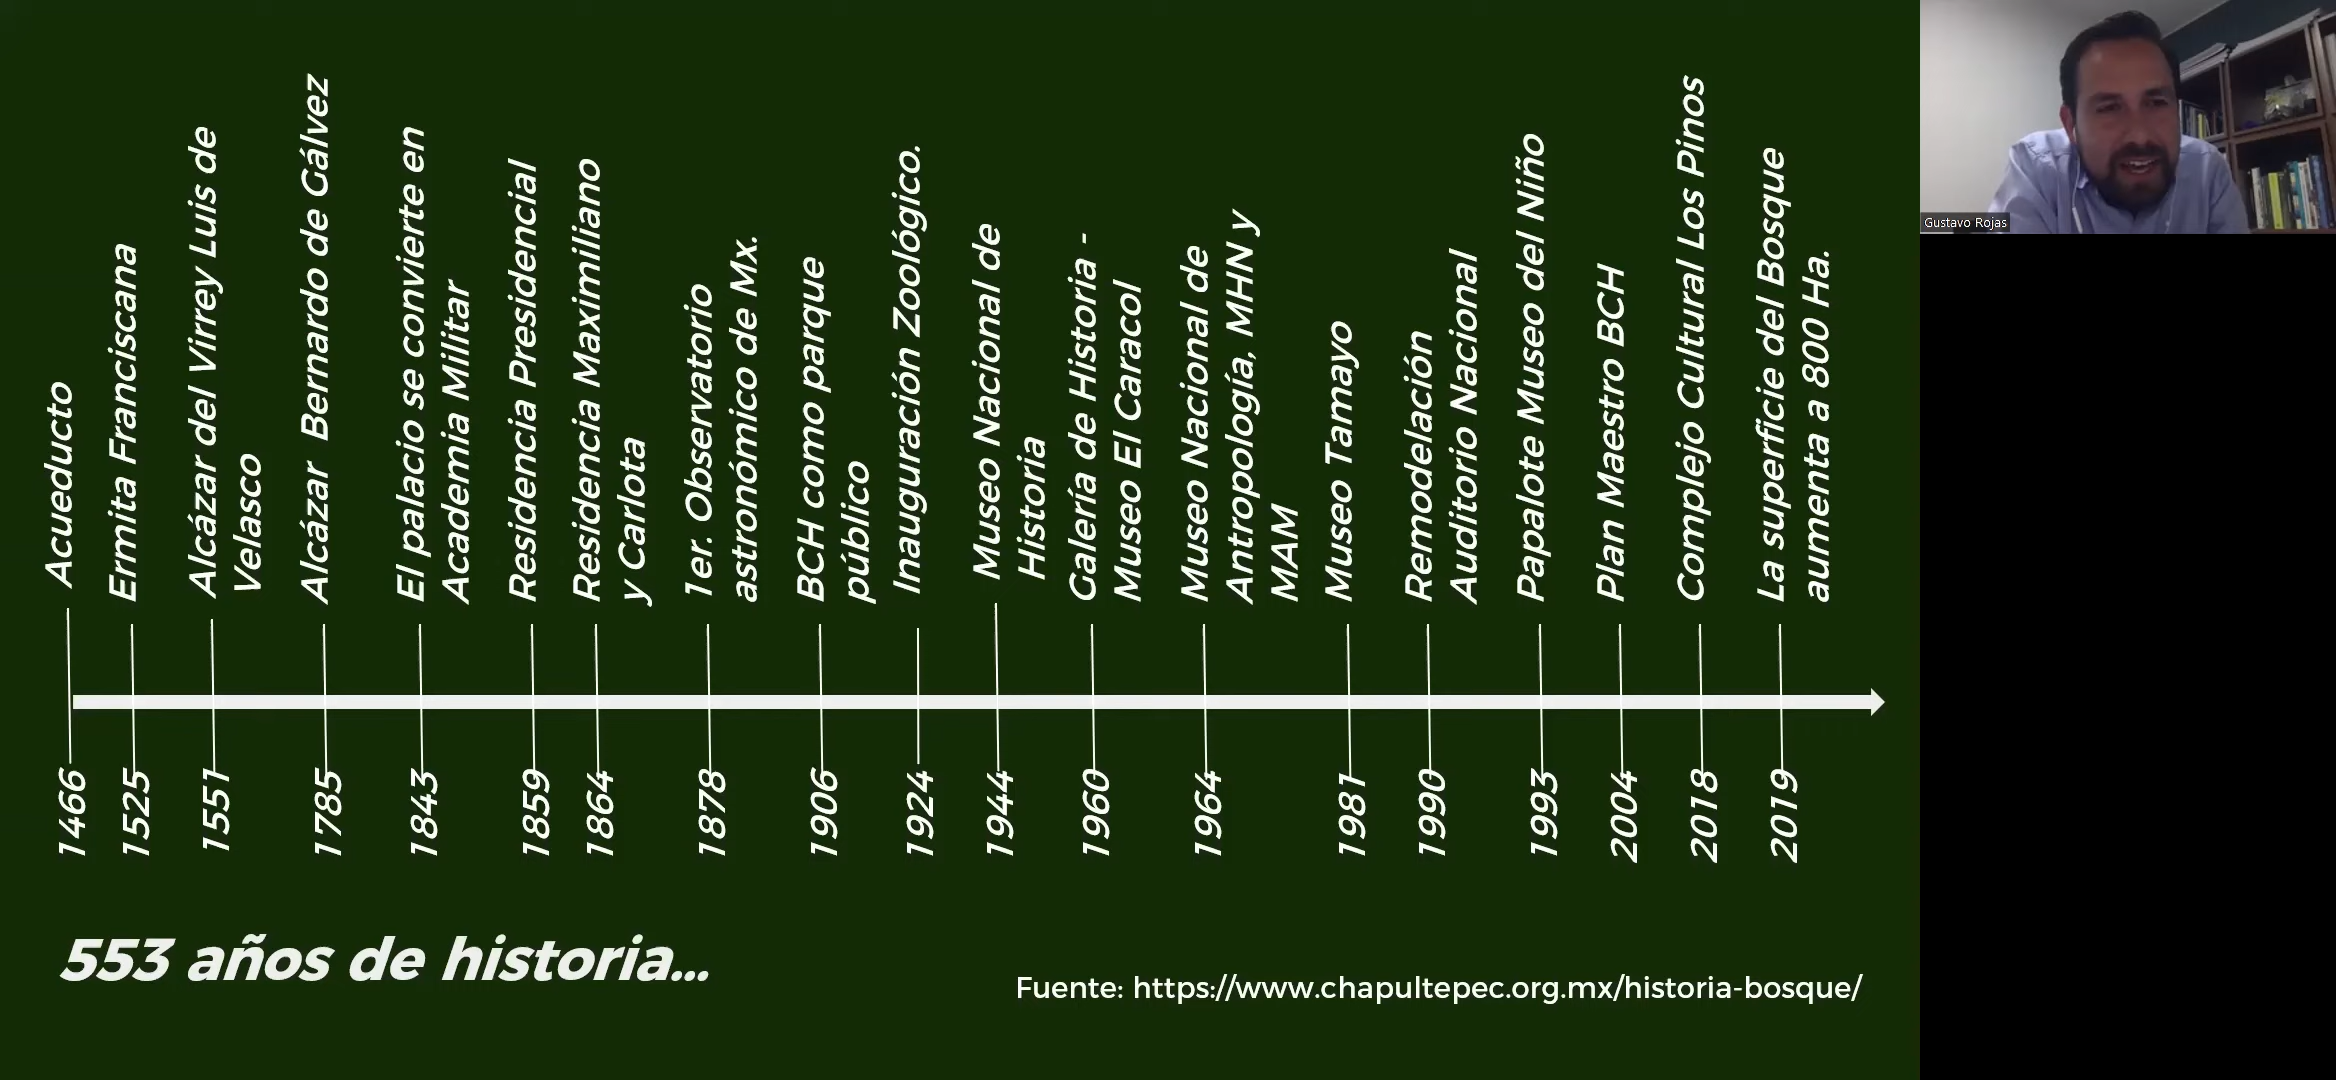 Acueducto
Ermita Franciscana
Alcázar del Virrey Luis de
Velasco
Alcázar Bernardo de Gálvez
El palacio se convierte en
Academia Militar
Residencia Presidencial
Residencia Maximiliano
y Carlota
1er. Observatorio
astronómico de Mx.
BCH como parque
público
Inauguración Zoológico.
Museo Nacional de
Historia
Galería de Historia -
Museo El Caracol
Museo Nacional de
Antropología, MHN y
MAM
Museo Tamayo
Remodelación
Auditorio Nacional
Papalote Museo del Niño
Plan Maestro BCH
Complejo Cultural Los Pinos
La superficie del Bosque
aumenta a 800 Ha.
1466
1525
1551
1785
1843
1859
1864
1878
1906
1924
1944
1960
1964
1981
1990
1993
2004
2018
2019
553 años de historia...
Fuente: https://www.chapultepec.org.mx/historia-bosque/
Gustavo Rojas